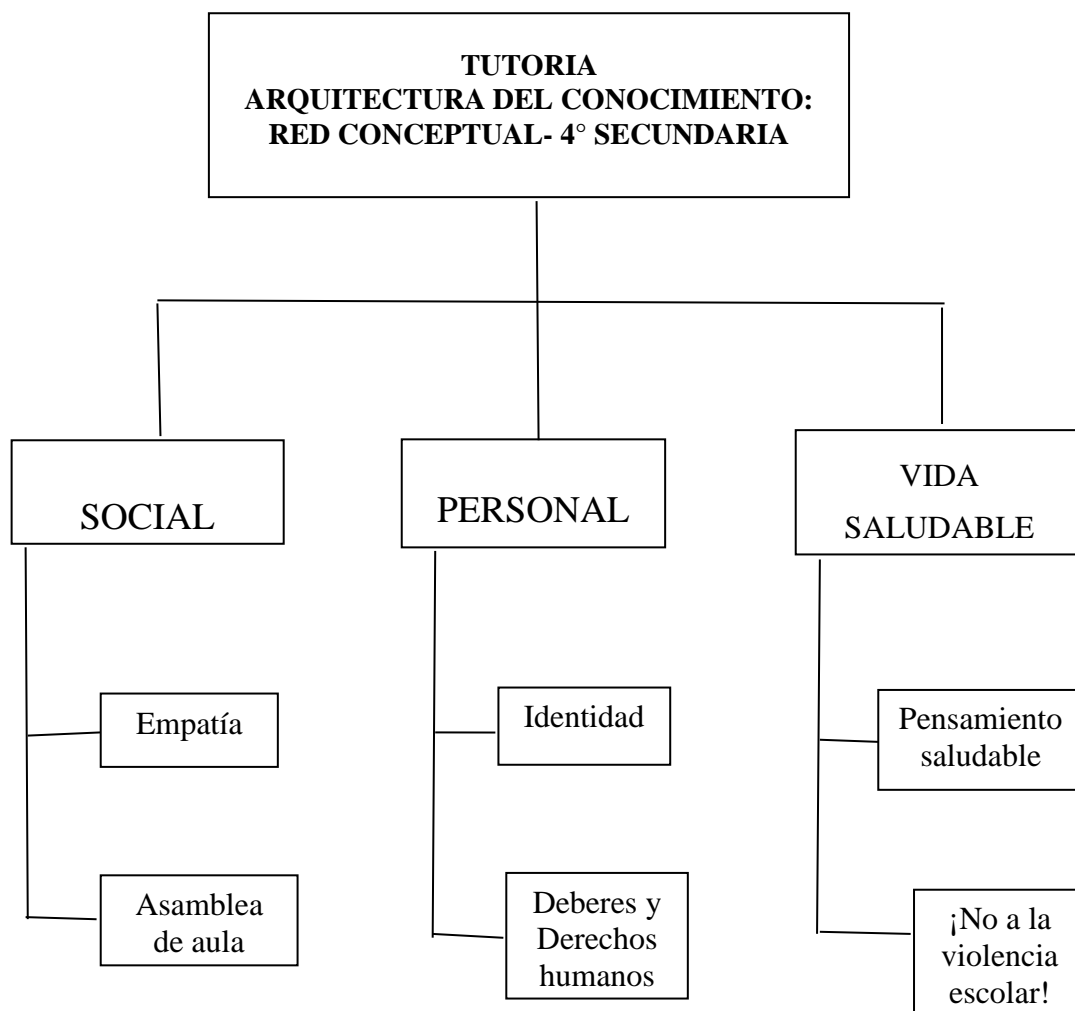 TUTORIA
ARQUITECTURA DEL CONOCIMIENTO:
RED CONCEPTUAL- 4° SECUNDARIA
SOCIAL
PERSONAL
VIDA
SALUDABLE
Empatía
Identidad
Pensamiento
saludable
Asamblea
de aula
Deberes y
Derechos
humanos
¡No a la
violencia
escolar!